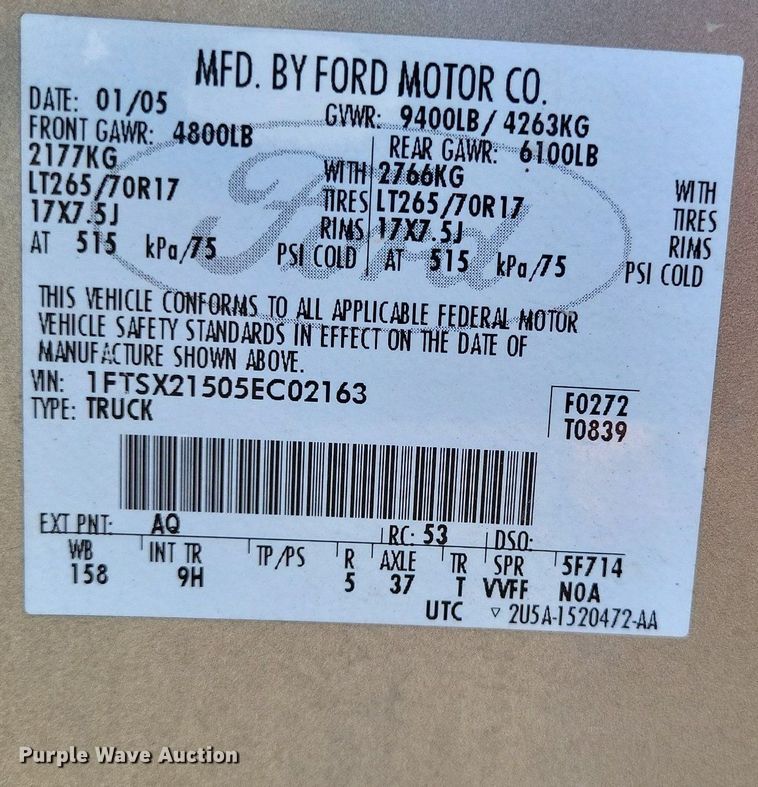 MFD. BY FORD MOTOR CO.
DATE: 01/05 GVWR: 9400LB/ 4263KG
FRONT GAWR: 4800LB REAR GAWR: 6100LB
2177KG WITH 2766KG WITH
LT265/70R17 TIRES LT265/70R17 TIRES
17X7.5J RIMS 17X7.5J RIMS
AT 515 kPa/75 PSI COLD AT 515 kPa/75 PSI COLD
Ford
THIS VEHICLE CONFORMS TO ALL APPLICABLE FEDERAL MOTOR
VEHICLE SAFETY STANDARDS IN EFFECT ON THE DATE OF
MANUFACTURE SHOWN ABOVE.
VIN: 1FTSX21505EC02163 F0272
TYPE: TRUCK T0839
EXT PNT: AQ RC: 53 DSO:
WB INT TR TP/PS R AXLE TR SPR 5F714
158 9H 5 37 T VVFF N0A
UTC ▽ 2U5A-1520472-AA
Purple Wave Auction